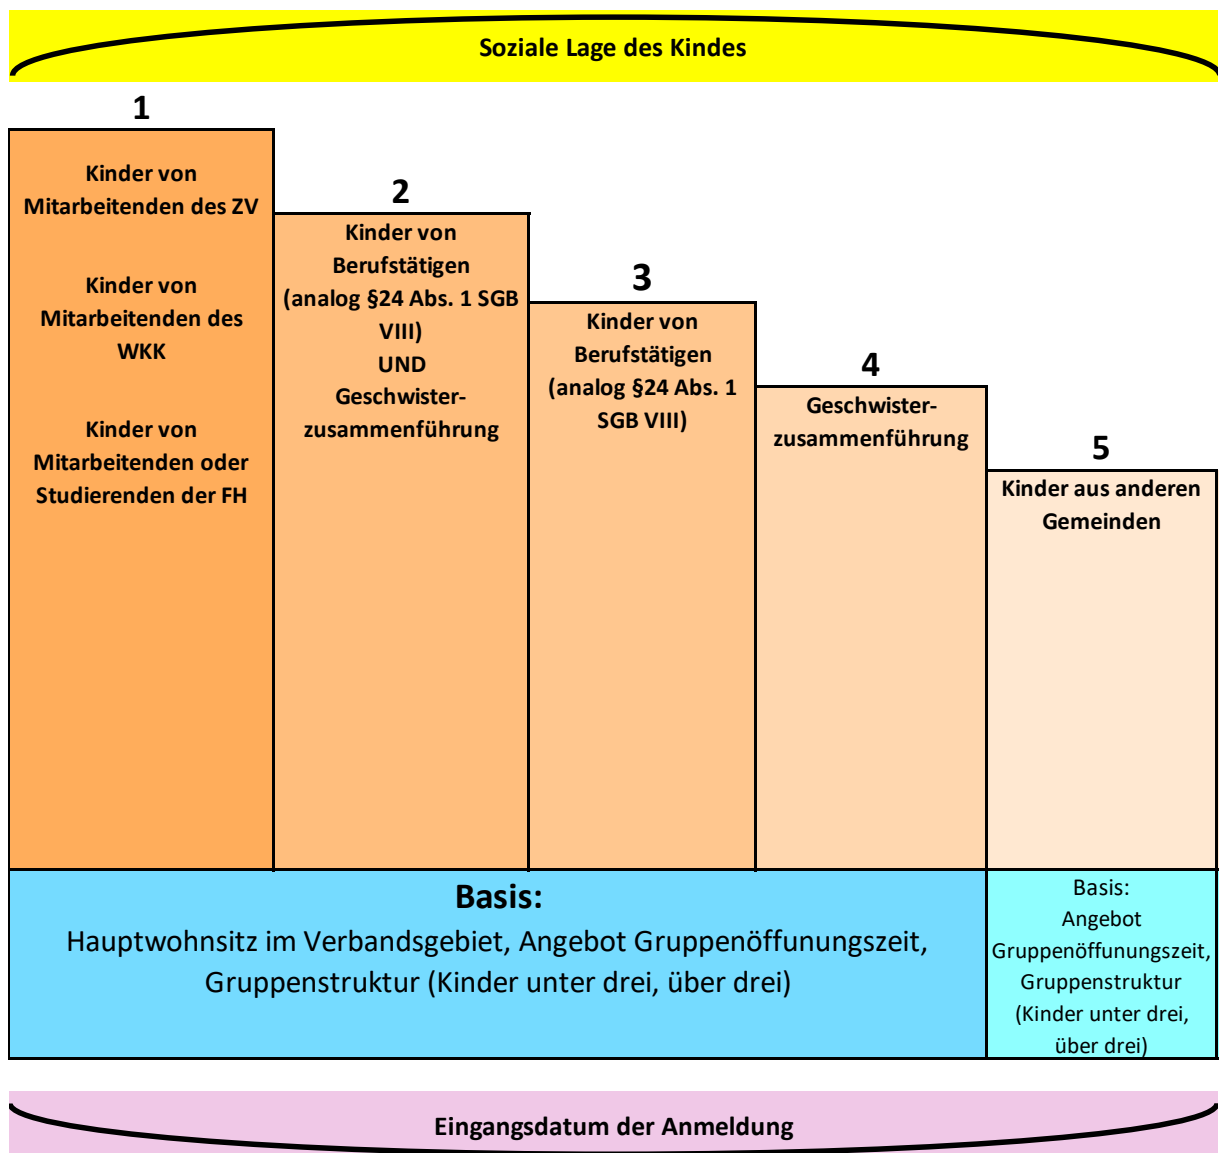 Soziale Lage des Kindes
1
Kinder von
Mitarbeitenden des ZV
Kinder von
Mitarbeitenden des
WKK
Kinder von
Mitarbeitenden oder
Studierenden der FH
2
Kinder von
Berufstätigen
(analog §24 Abs. 1 SGB
VIII)
UND
Geschwister-
zusammenführung
3
Kinder von
Berufstätigen
(analog §24 Abs. 1
SGB VIII)
4
Geschwister-
zusammenführung
5
Kinder aus anderen
Gemeinden
Basis:
Hauptwohnsitz im Verbandsgebiet, Angebot Gruppenöffunungszeit,
Gruppenstruktur (Kinder unter drei, über drei)
Basis:
Angebot
Gruppenöffunungszeit,
Gruppenstruktur
(Kinder unter drei,
über drei)
Eingangsdatum der Anmeldung